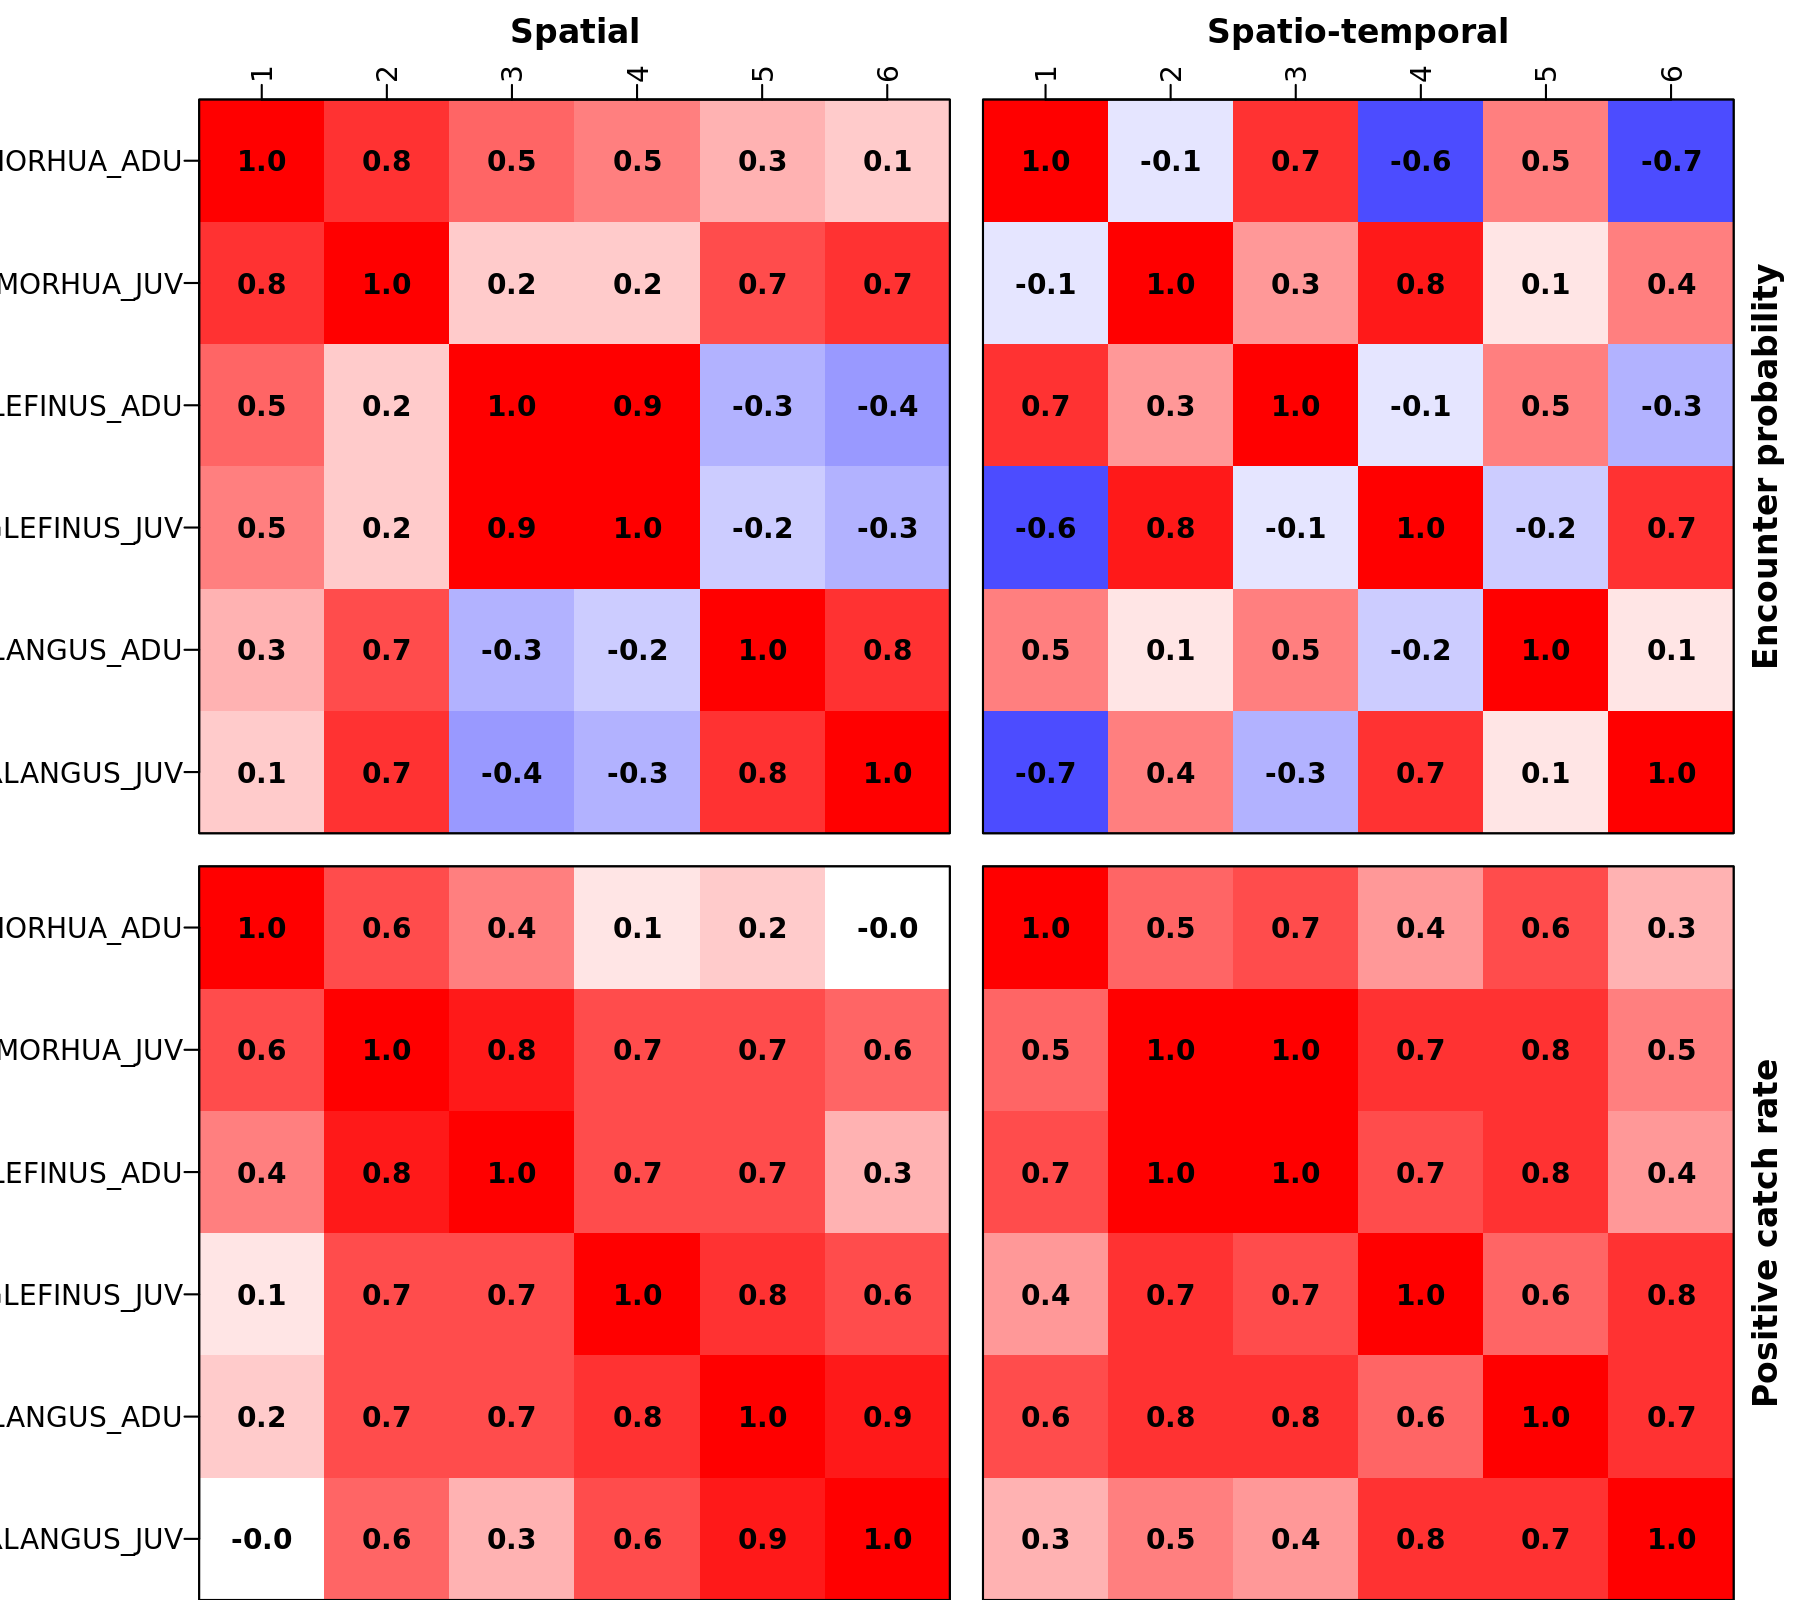 Spatial Spatio-temporal
1 2 3 4 5 6 1 2 3 4 5 6
ORHUA_ADU 1.0 0.8 0.5 0.5 0.3 0.1 1.0 -0.1 0.7 -0.6 0.5 -0.7
MORHUA_JUV 0.8 1.0 0.2 0.2 0.7 0.7 -0.1 1.0 0.3 0.8 0.1 0.4
LEFINUS_ADU 0.5 0.2 1.0 0.9 -0.3 -0.4 0.7 0.3 1.0 -0.1 0.5 -0.3
LEFINUS_JUV 0.5 0.2 0.9 1.0 -0.2 -0.3 -0.6 0.8 -0.1 1.0 -0.2 0.7
LANGUS_ADU 0.3 0.7 -0.3 -0.2 1.0 0.8 0.5 0.1 0.5 -0.2 1.0 0.1
LANGUS_JUV 0.1 0.7 -0.4 -0.3 0.8 1.0 -0.7 0.4 -0.3 0.7 0.1 1.0
Encounter probability
ORHUA_ADU 1.0 0.6 0.4 0.1 0.2 -0.0 1.0 0.5 0.7 0.4 0.6 0.3
MORHUA_JUV 0.6 1.0 0.8 0.7 0.7 0.6 0.5 1.0 1.0 0.7 0.8 0.5
LEFINUS_ADU 0.4 0.8 1.0 0.7 0.7 0.3 0.7 1.0 1.0 0.7 0.8 0.4
LEFINUS_JUV 0.1 0.7 0.7 1.0 0.8 0.6 0.4 0.7 0.7 1.0 0.6 0.8
LANGUS_ADU 0.2 0.7 0.7 0.8 1.0 0.9 0.6 0.8 0.8 0.6 1.0 0.7
LANGUS_JUV -0.0 0.6 0.3 0.6 0.9 1.0 0.3 0.5 0.4 0.8 0.7 1.0
Positive catch rate